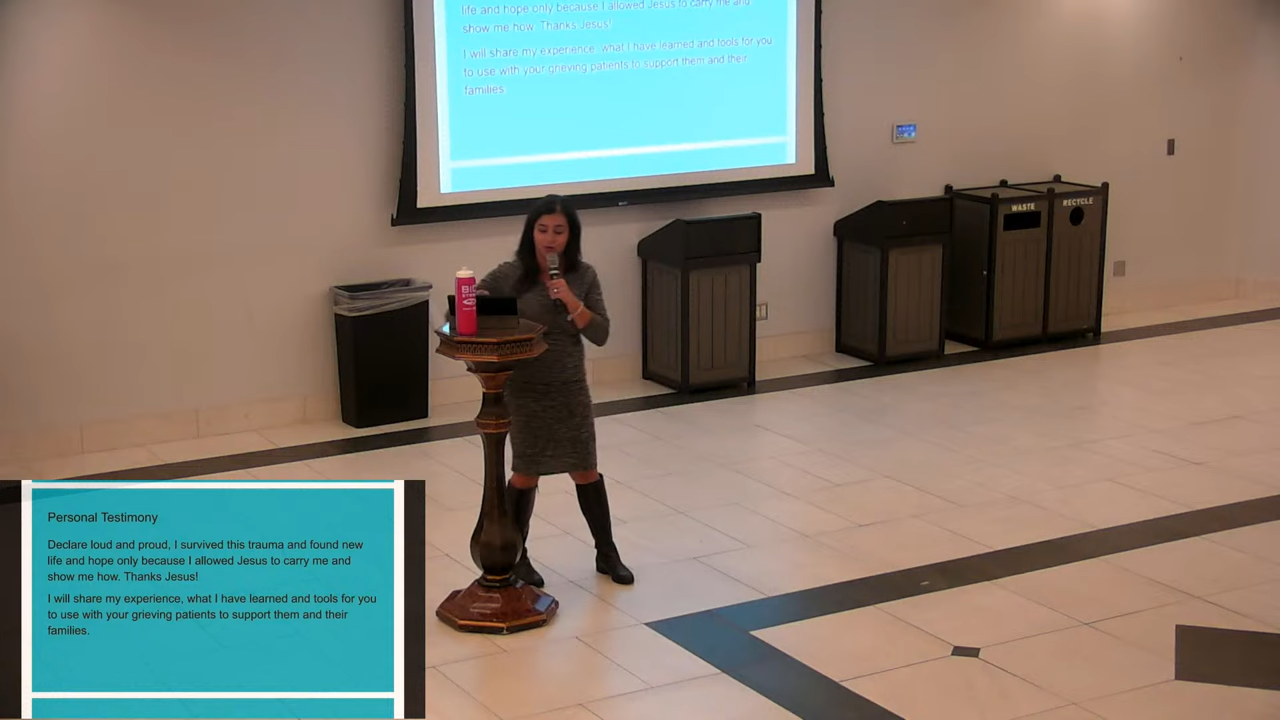 life and hope only because I allowed Jesus to carry me and
show me how. Thanks Jesus!
I will share my experience, what I have learned and tools for you
to use with your grieving patients to support them and their
families.
WASTE
RECYCLE
Personal Testimony
Declare loud and proud, I survived this trauma and found new
life and hope only because I allowed Jesus to carry me and
show me how. Thanks Jesus!
I will share my experience, what I have learned and tools for you
to use with your grieving patients to support them and their
families.